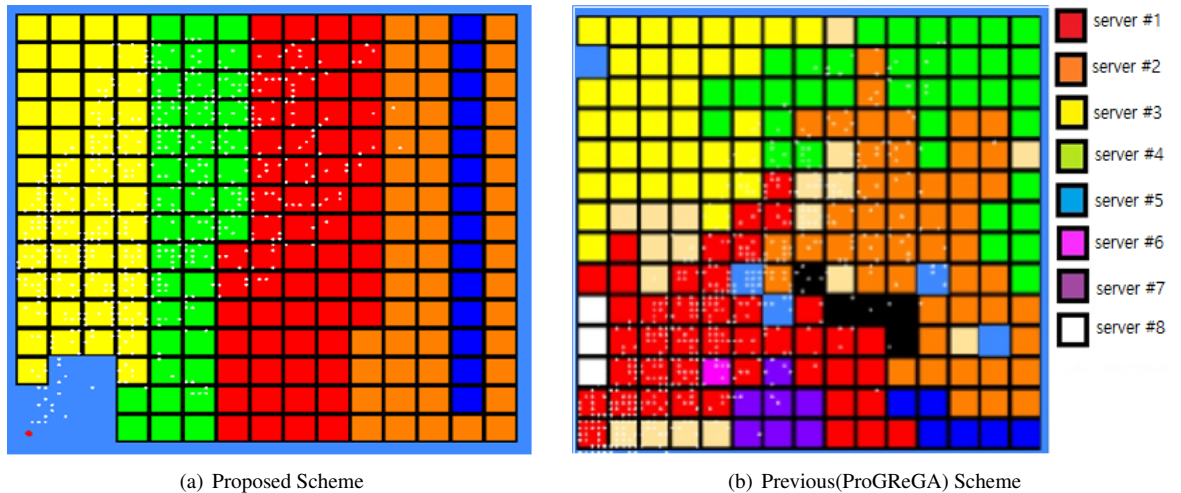 server #1
server #2
server #3
server #4
server #5
server #6
server #7
server #8
(a) Proposed Scheme
(b) Previous(ProGReGA) Scheme